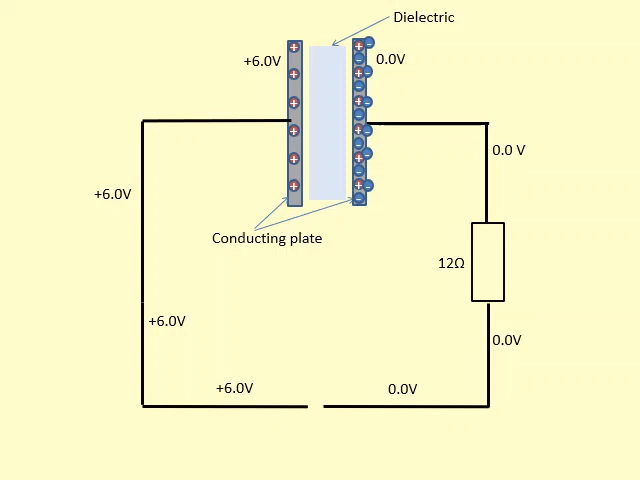 Dielectric
+6.0V
0.0V
0.0 V
+6.0V
Conducting plate
12Ω
+6.0V
0.0V
+6.0V
0.0V